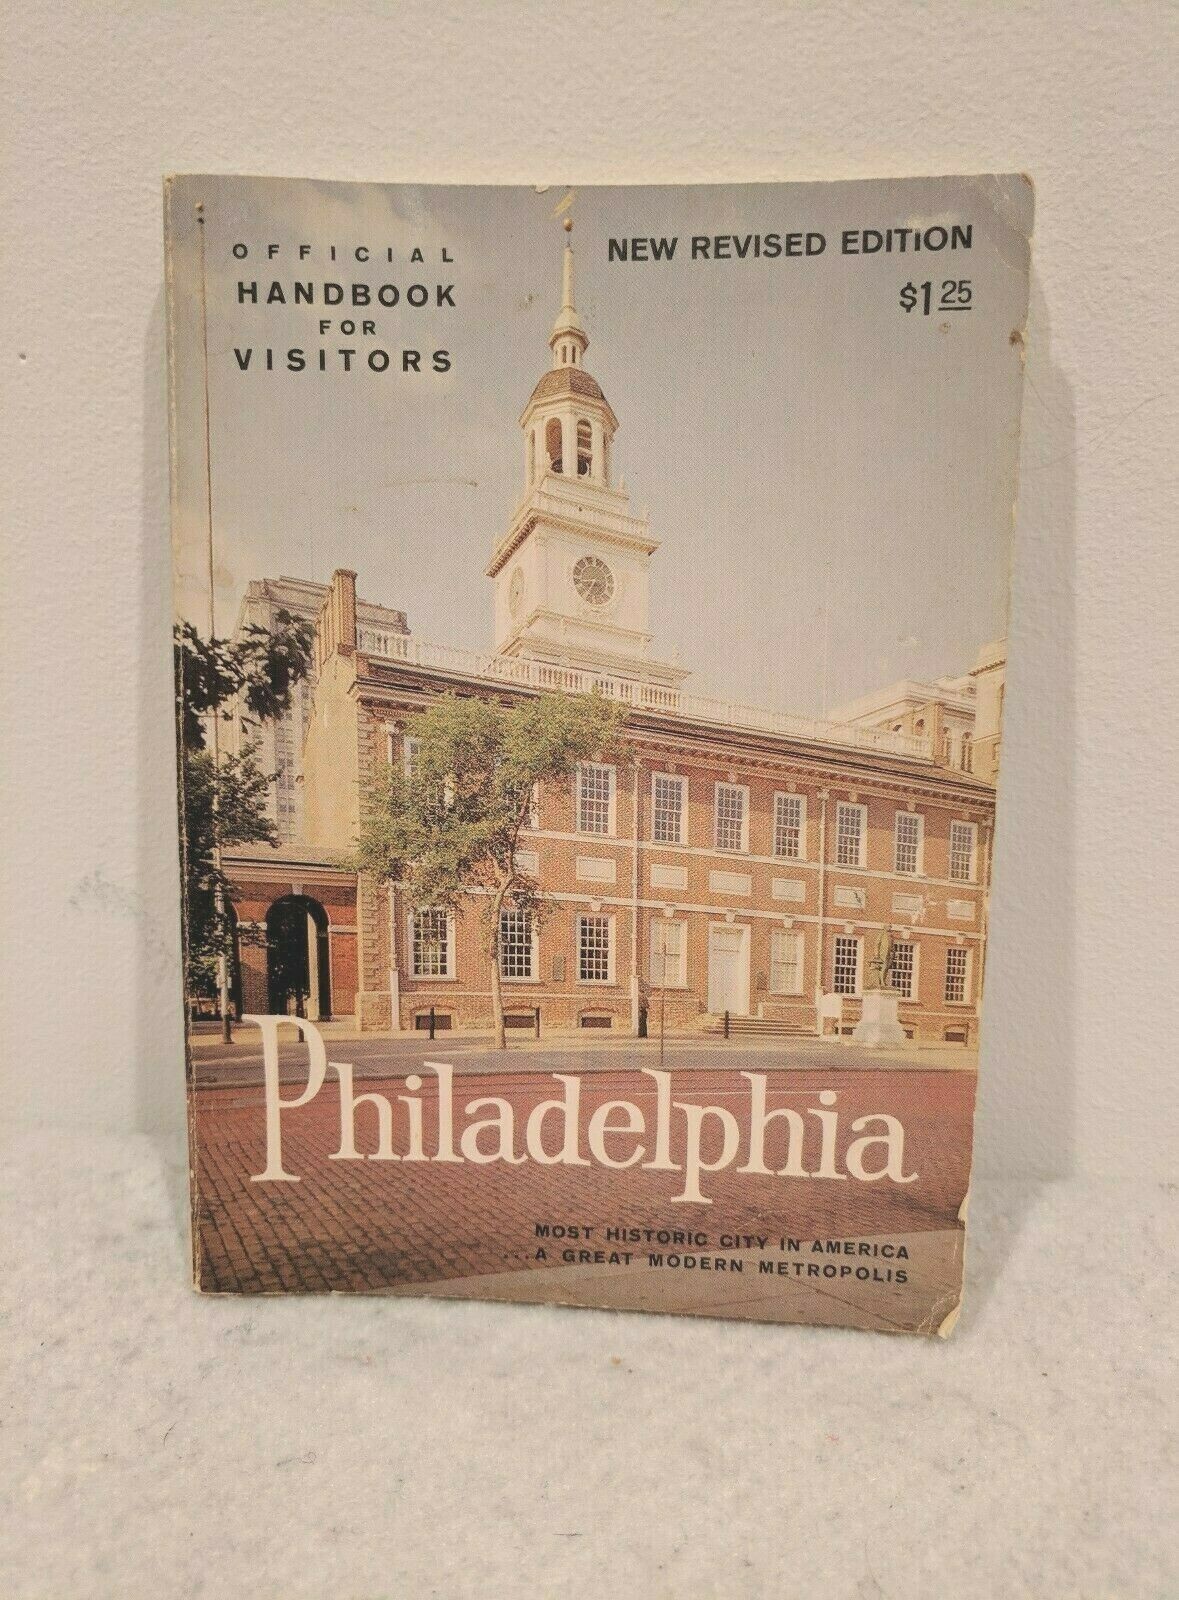 OFFICIAL
HANDBOOK
FOR
VISITORS
NEW REVISED EDITION
$1 25
Philadelphia
MOST HISTORIC CITY IN AMERICA
...A GREAT MODERN METROPOLIS